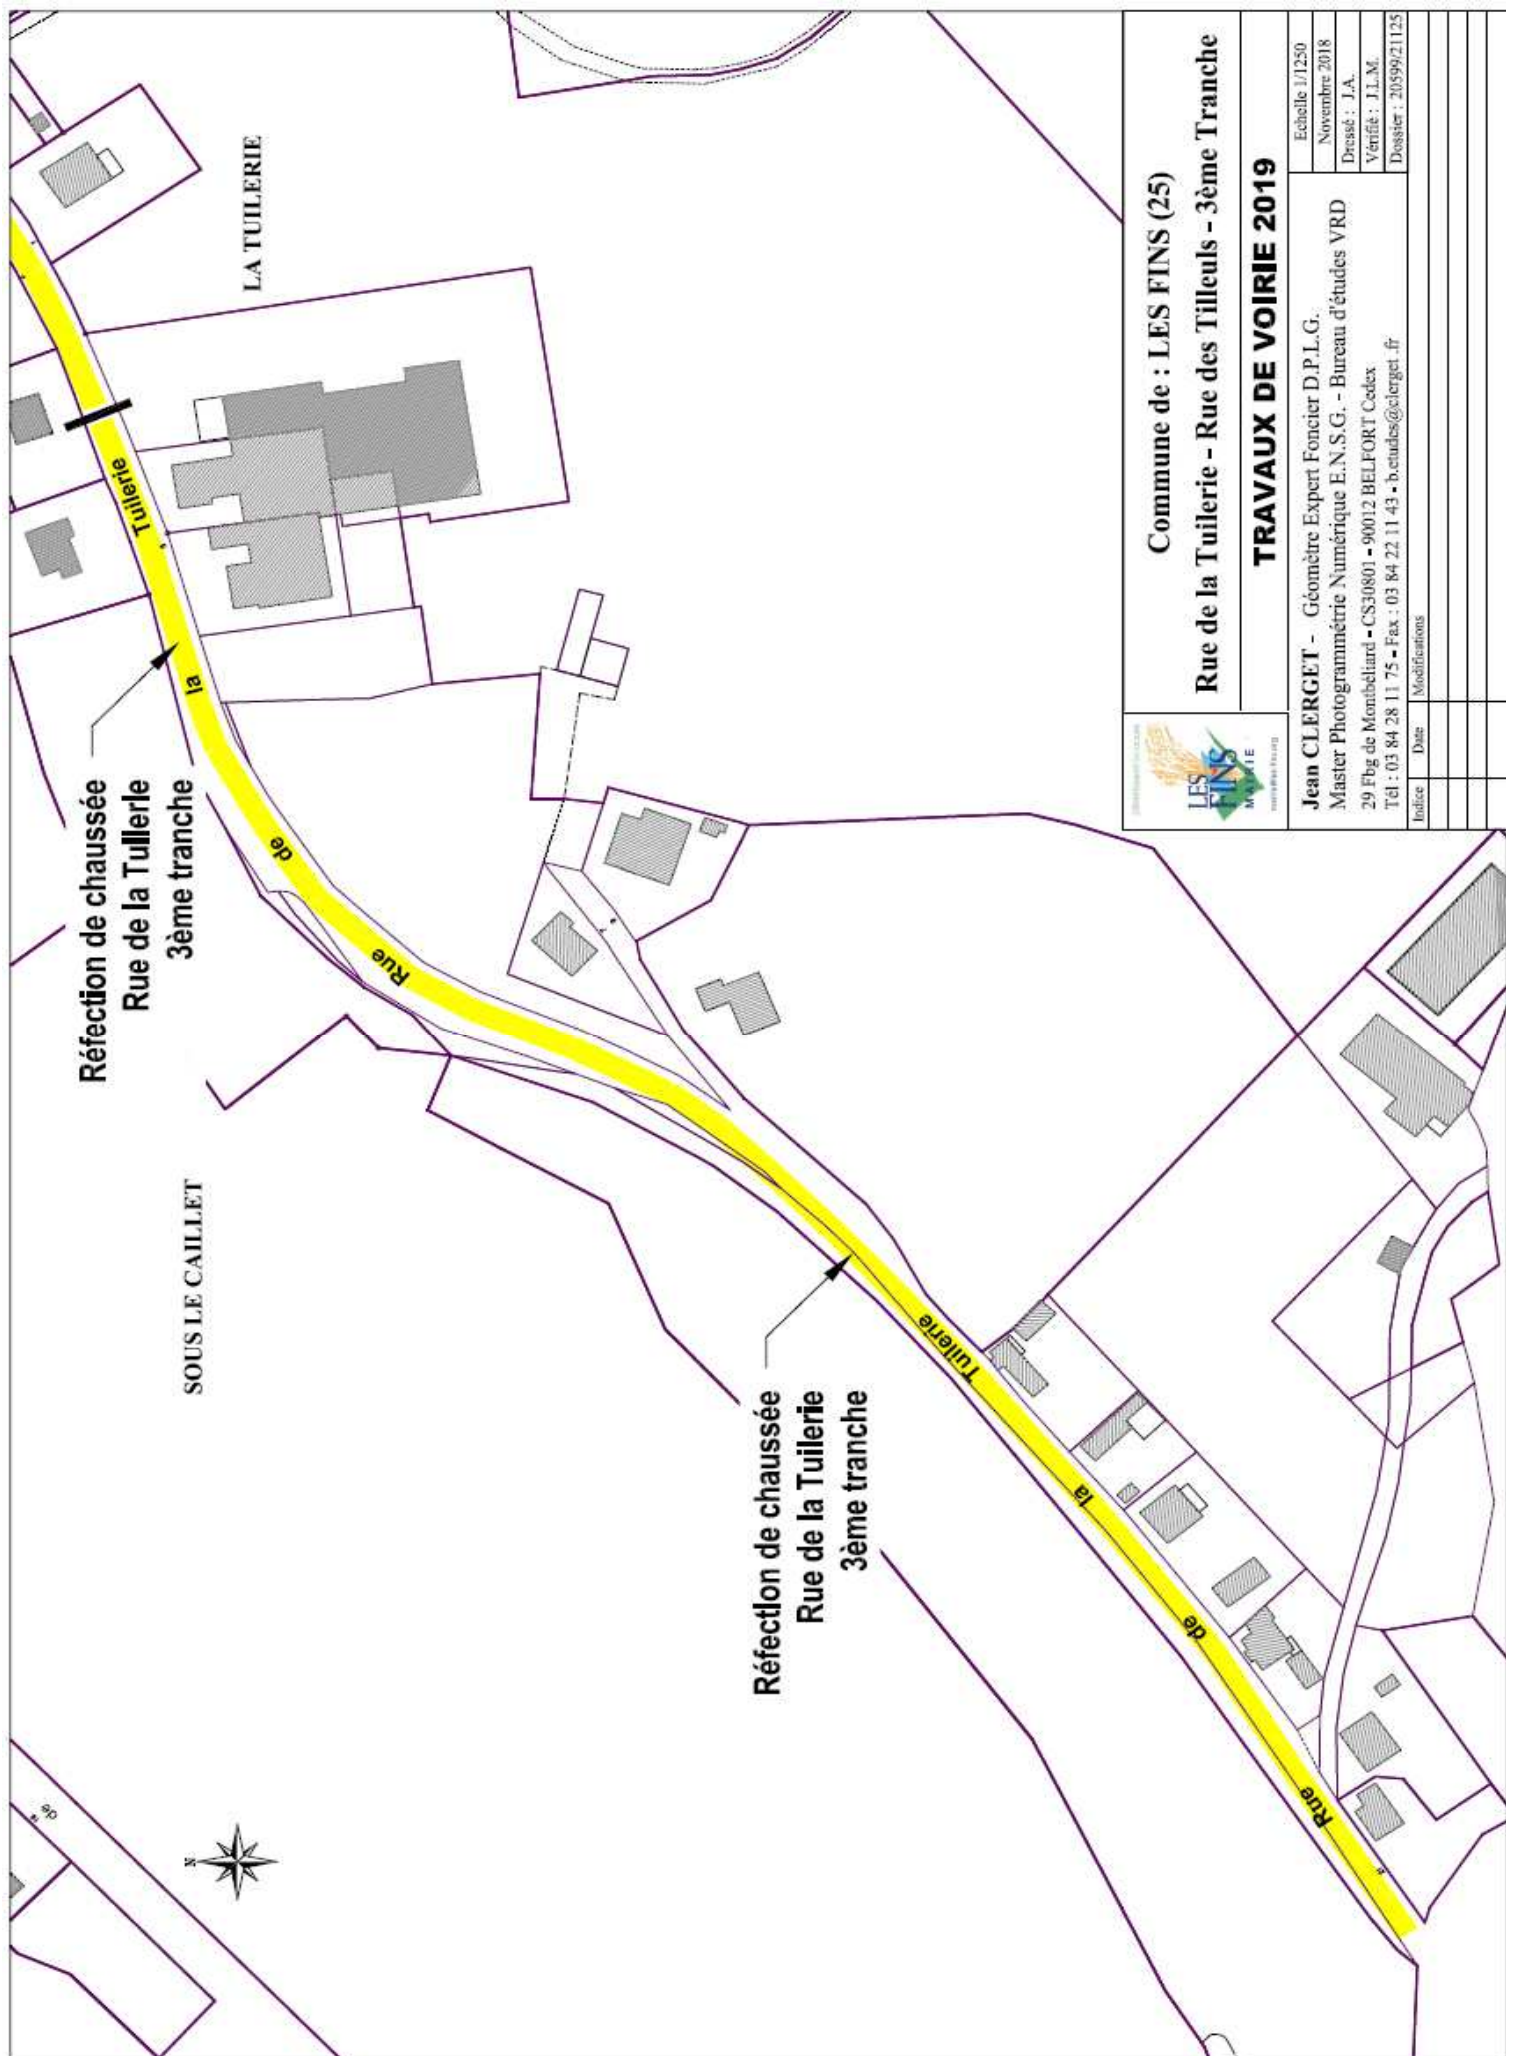 Réfection de chaussée
Rue de la Tuilerie
3ème tranche
SOUS LE CAILLET
LA TUILERIE
Tuilerie
la
de
Rue
Réfection de chaussée
Rue de la Tuilerie
3ème tranche
Tuilerie
la
de
Rue
de
N
LES
FINS
MAIRIE
Commune de : LES FINS (25)
Rue de la Tuilerie - Rue des Tilleuls - 3ème Tranche
TRAVAUX DE VOIRIE 2019
Jean CLERGET - Géomètre Expert Foncier D.P.L.G.
Master Photogrammétrie Numérique E.N.S.G. - Bureau d'études VRD
29 Fbg de Montbéliard - CS30801 - 90012 BELFORT Cedex
Tél : 03 84 28 11 75 - Fax : 03 84 22 11 43 - b.etudes@clerget.fr
Echelle 1/1250
Novembre 2018
Dressé : J.A.
Vérifié : J.L.M.
Dossier : 20599/21125
Indice Date Modifications